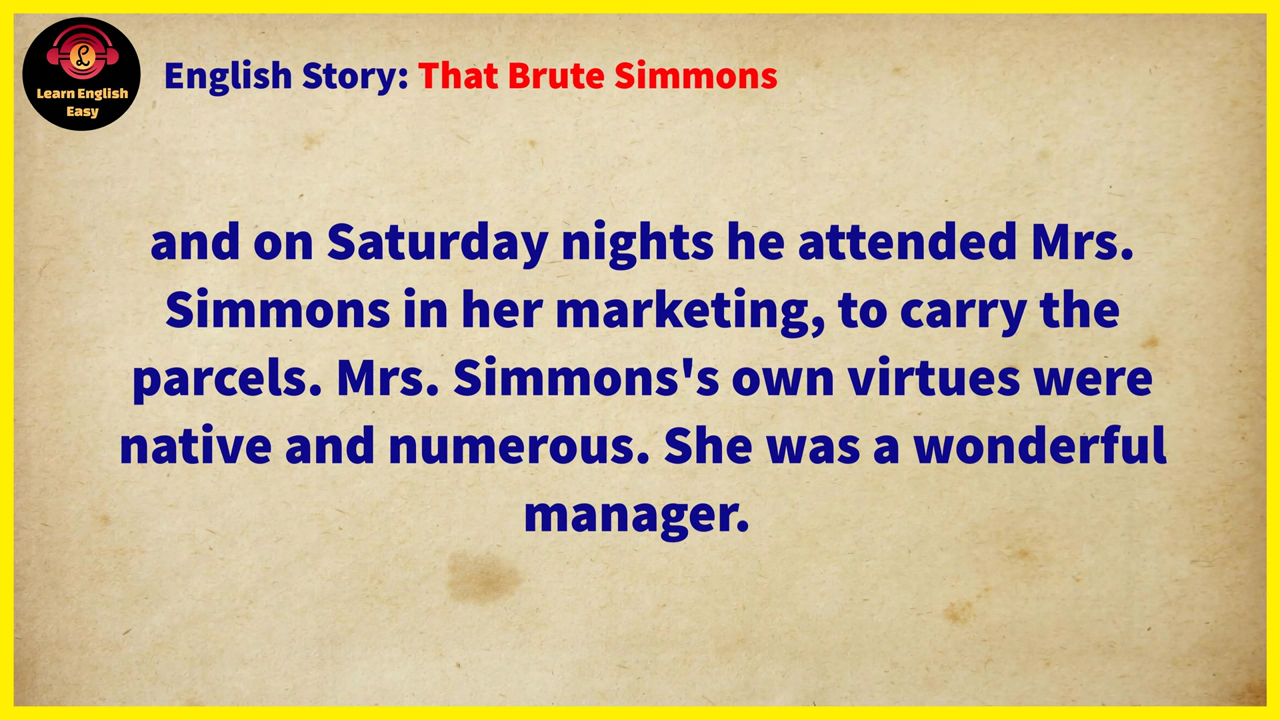 Learn English
Easy
English Story: That Brute Simmons
and on Saturday nights he attended Mrs.
Simmons in her marketing, to carry the
parcels. Mrs. Simmons's own virtues were
native and numerous. She was a wonderful
manager.